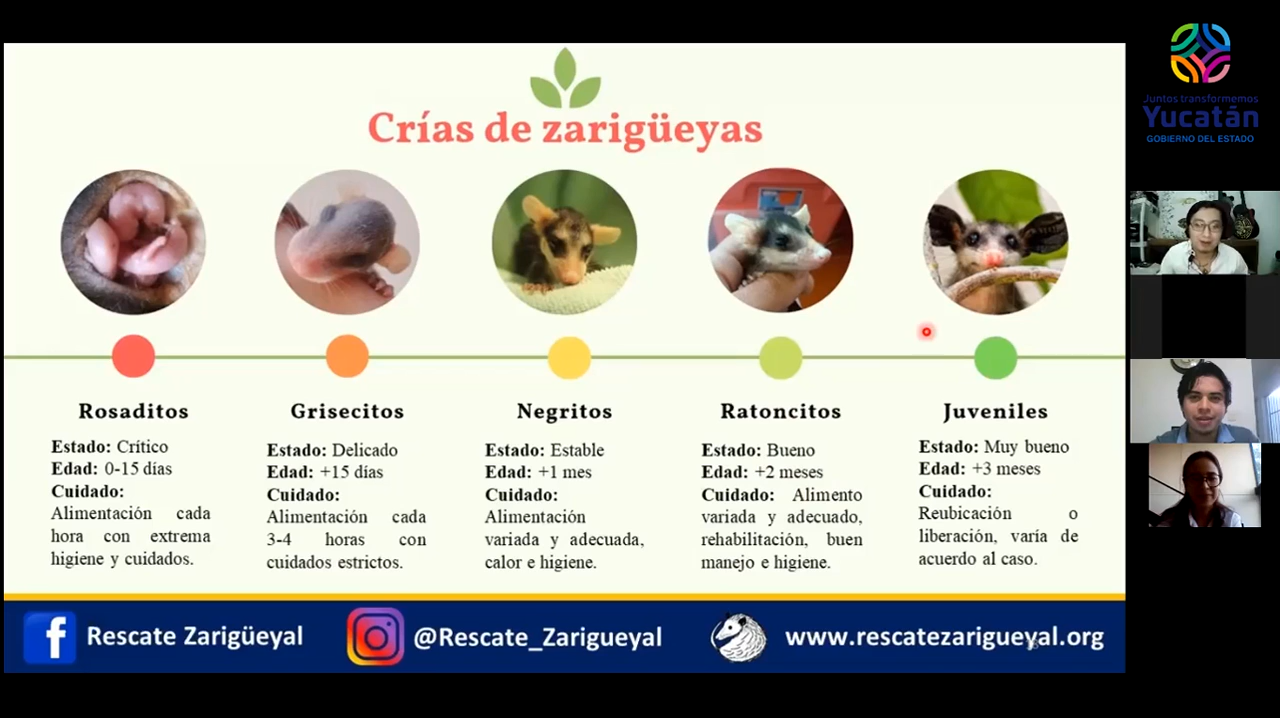 Crías de zarigüeyas
Rosaditos
Estado: Crítico
Edad: 0-15 días
Cuidado:
Alimentación cada
hora con extrema
higiene y cuidados.
Grisecitos
Estado: Delicado
Edad: +15 días
Cuidado:
Alimentación cada
3-4 horas con
cuidados estrictos.
Negritos
Estado: Estable
Edad: +1 mes
Cuidado:
Alimentación
variada y adecuada,
calor e higiene.
Ratoncitos
Estado: Bueno
Edad: +2 meses
Cuidado: Alimento
variada y adecuado,
rehabilitación, buen
manejo e higiene.
Juveniles
Estado: Muy bueno
Edad: +3 meses
Cuidado:
Reubicación o
liberación, varía de
acuerdo al caso.
f Rescate Zarigüeyal
@Rescate_Zarigueyal
www.rescatezarigueyal.org
Juntos transformemos
Yucatán
GOBIERNO DEL ESTADO